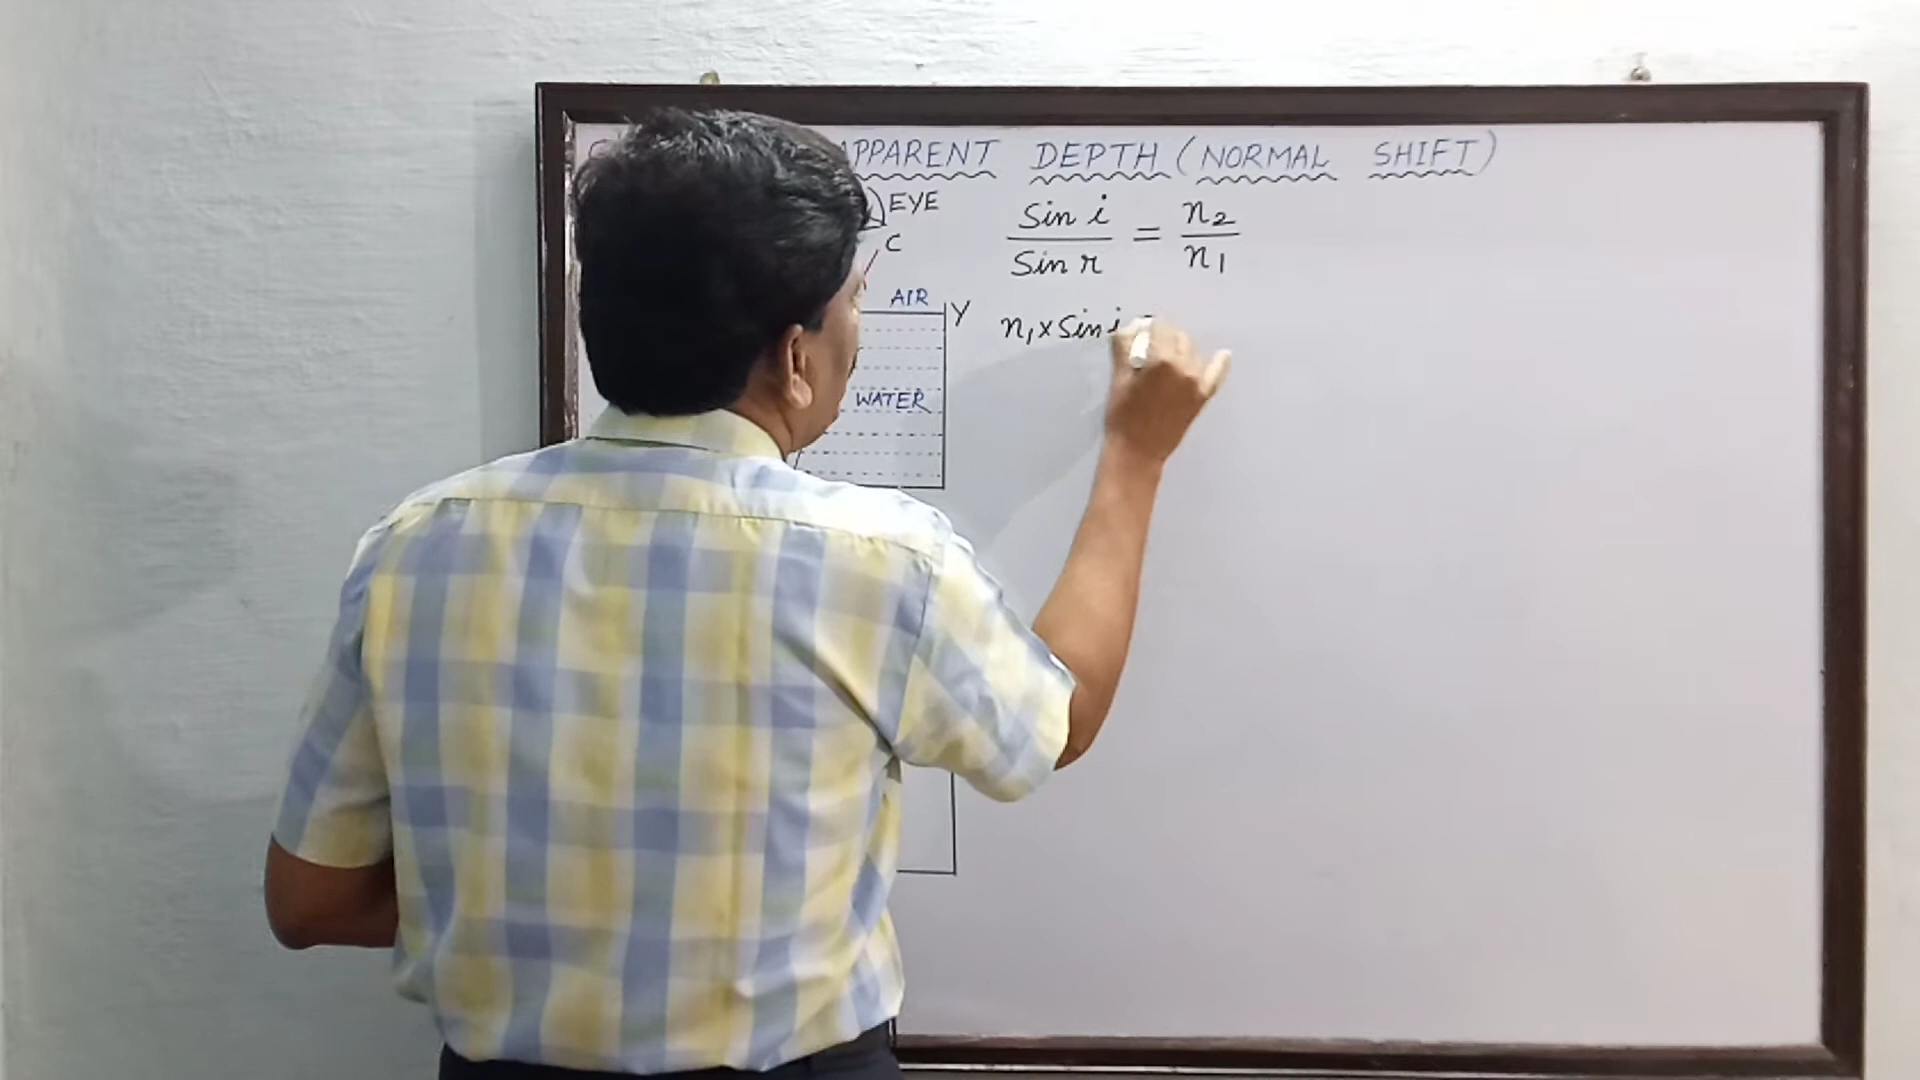 APPARENT DEPTH (NORMAL SHIFT)
EYE
C
AIR
Y
WATER
Sin i / Sin r = n2 / n1
n1 x Sin i